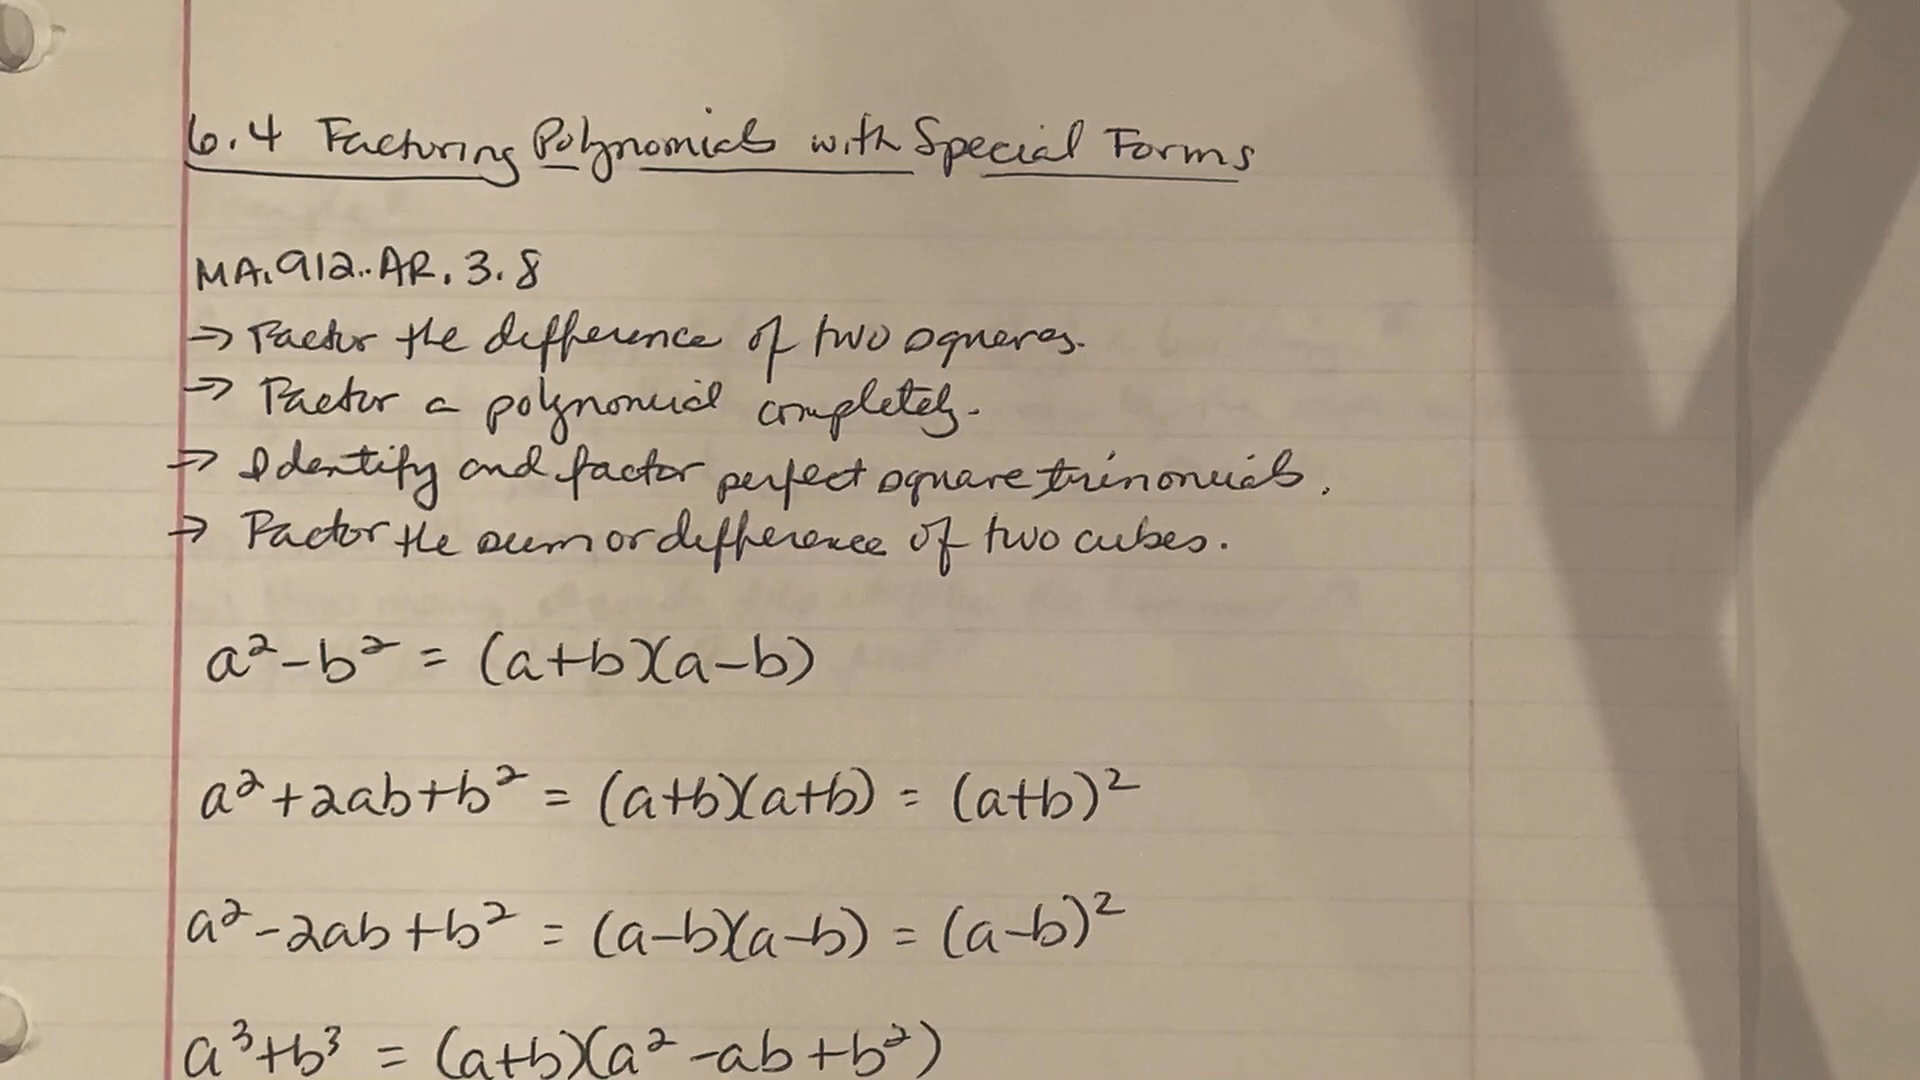 6.4 Factoring Polynomials with Special Forms
MA.912.AR.3.8
→ Factor the difference of two squares.
→ Factor a polynomial completely.
→ Identify and factor perfect square trinomials.
→ Factor the sum or difference of two cubes.
a² - b² = (a+b)(a-b)
a² + 2ab + b² = (a+b)(a+b) = (a+b)²
a² - 2ab + b² = (a-b)(a-b) = (a-b)²
a³ + b³ = (a+b)(a² - ab + b²)